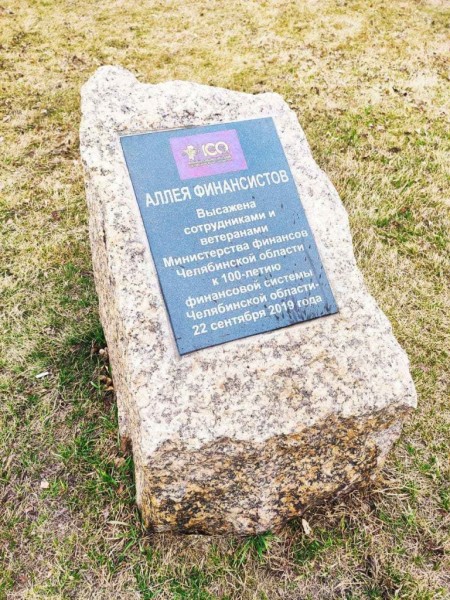 100
АЛЛЕЯ ФИНАНСИСТОВ
Высажена
сотрудниками и
ветеранами
Министерства финансов
Челябинской области
к 100-летию
финансовой системы
Челябинской области-
22 сентября 2019 года